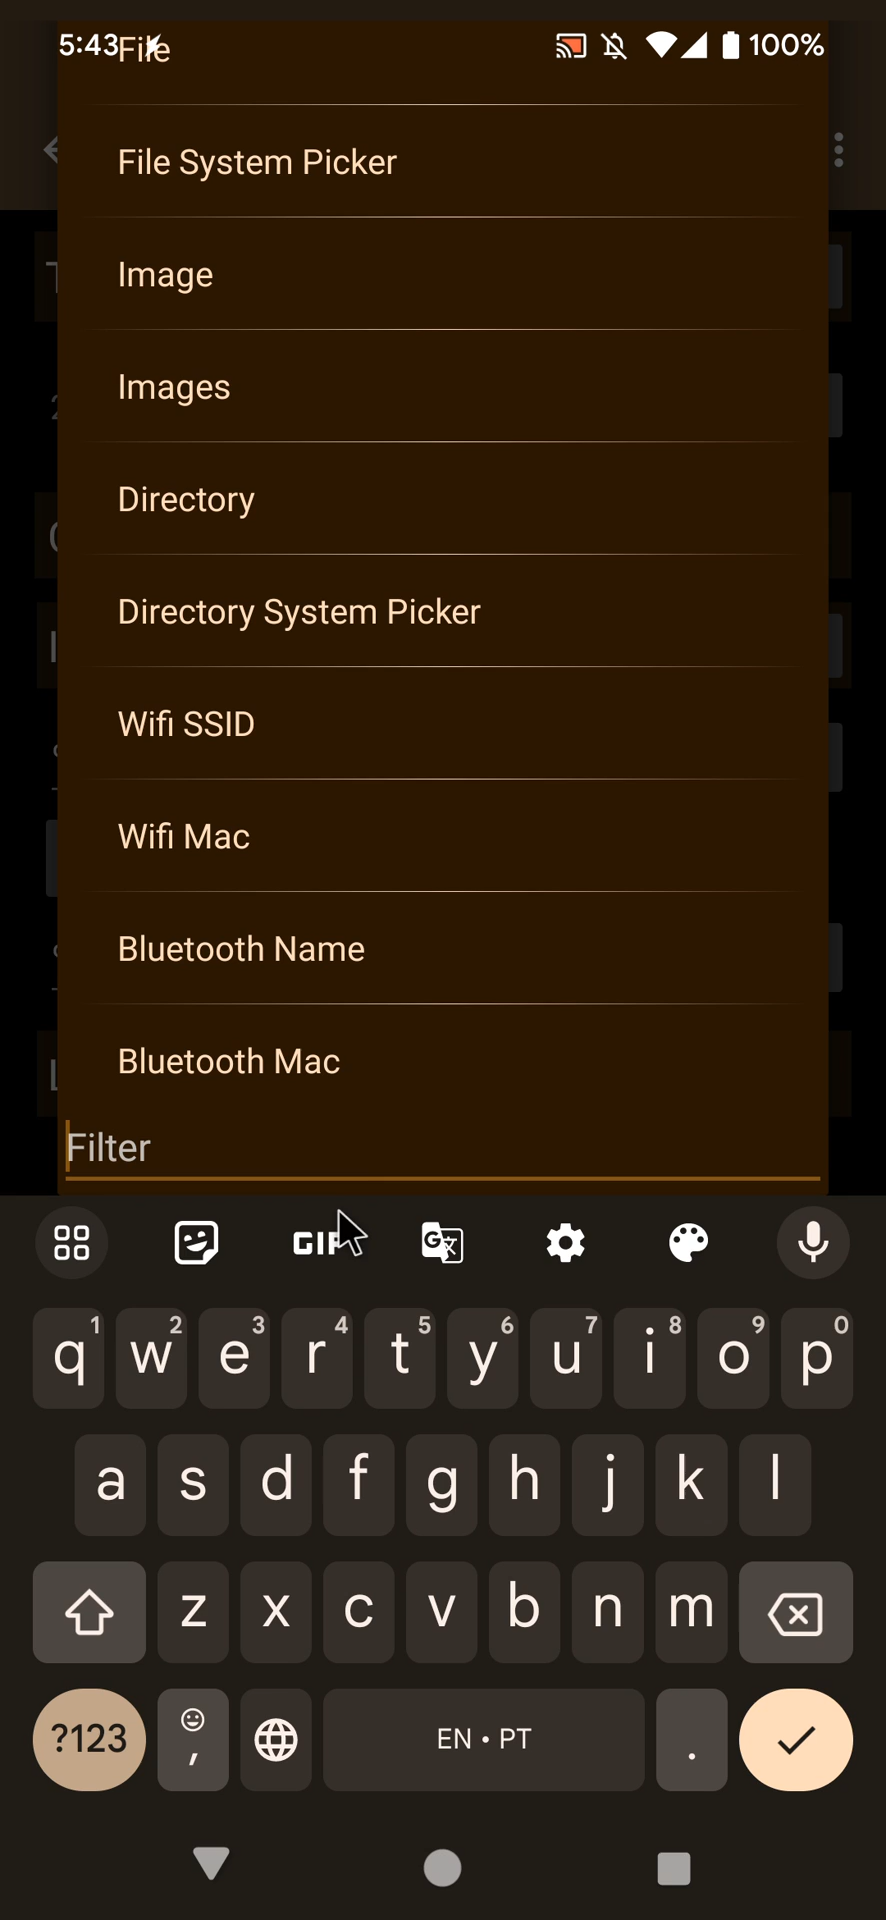 5:43
100%
File
File System Picker
Image
Images
Directory
Directory System Picker
Wifi SSID
Wifi Mac
Bluetooth Name
Bluetooth Mac
Filter
GIF
q1 w2 e3 r4 t5 y6 u7 i8 o9 p0
a s d f g h j k l
z x c v b n m
?123 , EN • PT .